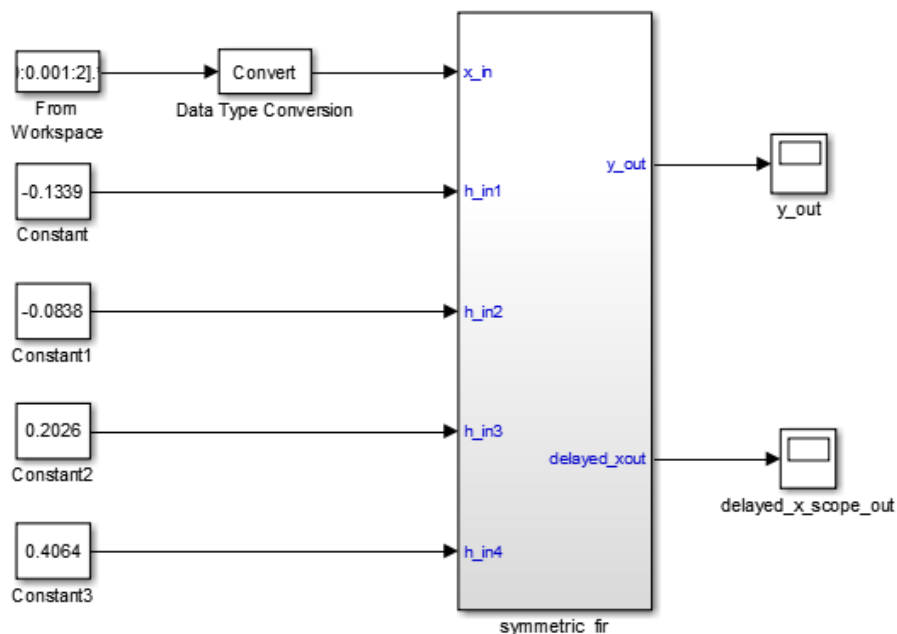 ):0.001:2].'
From
Workspace
Convert
Data Type Conversion
-0.1339
Constant
-0.0838
Constant1
0.2026
Constant2
0.4064
Constant3
x_in
h_in1
h_in2
h_in3
h_in4
y_out
delayed_xout
symmetric_fir
y_out
delayed_x_scope_out